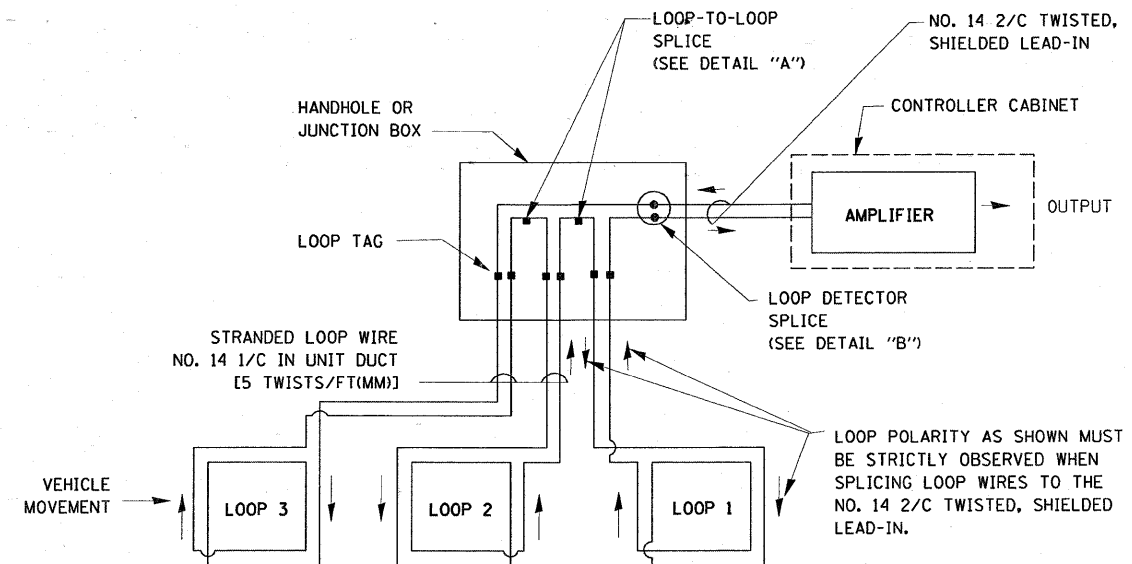 LOOP-TO-LOOP
SPLICE
(SEE DETAIL "A")
NO. 14 2/C TWISTED,
SHIELDED LEAD-IN
HANDHOLE OR
JUNCTION BOX
CONTROLLER CABINET
AMPLIFIER
OUTPUT
LOOP TAG
LOOP DETECTOR
SPLICE
(SEE DETAIL "B")
STRANDED LOOP WIRE
NO. 14 1/C IN UNIT DUCT
[5 TWISTS/FT(MM)]
LOOP POLARITY AS SHOWN MUST
BE STRICTLY OBSERVED WHEN
SPLICING LOOP WIRES TO THE
NO. 14 2/C TWISTED, SHIELDED
LEAD-IN.
VEHICLE
MOVEMENT
LOOP 3
LOOP 2
LOOP 1